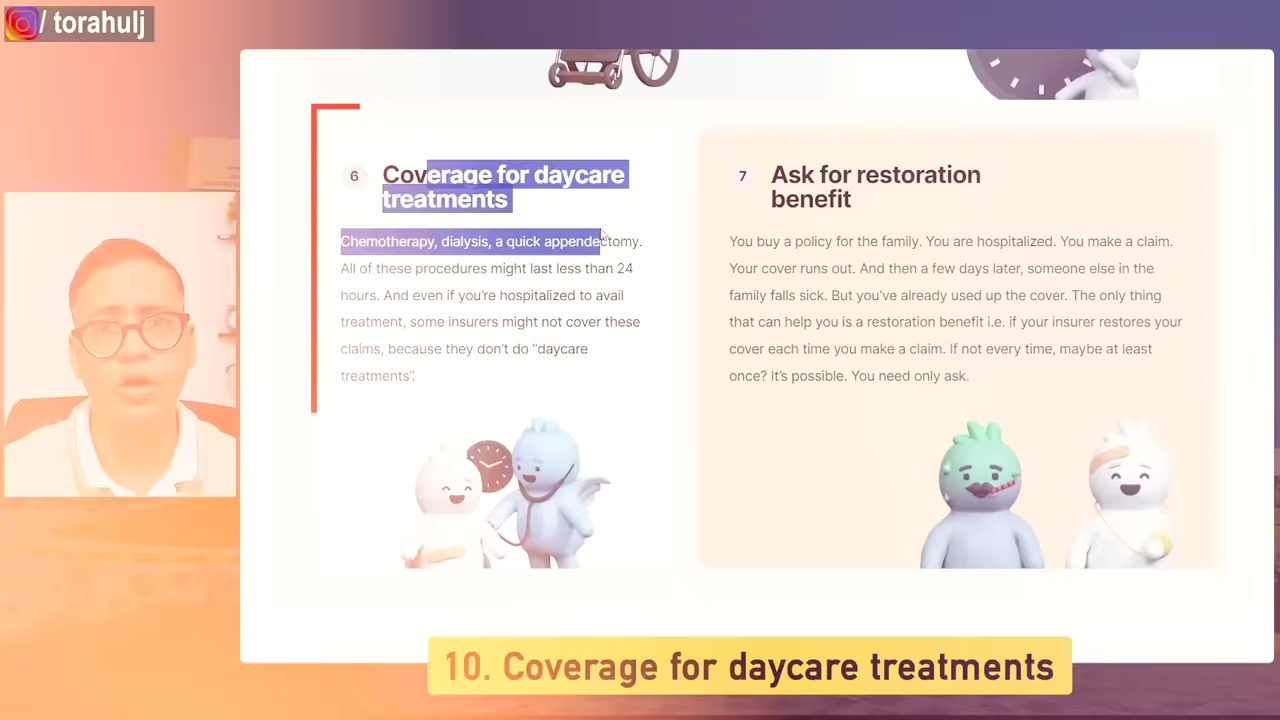 / torahulj
6
Coverage for daycare
treatments
Chemotherapy, dialysis, a quick appendectomy.
All of these procedures might last less than 24
hours. And even if you’re hospitalized to avail
treatment, some insurers might not cover these
claims, because they don’t do “daycare
treatments”.
7
Ask for restoration
benefit
You buy a policy for the family. You are hospitalized. You make a claim.
Your cover runs out. And then a few days later, someone else in the
family falls sick. But you’ve already used up the cover. The only thing
that can help you is a restoration benefit i.e. if your insurer restores your
cover each time you make a claim. If not every time, maybe at least
once? It’s possible. You need only ask.
10. Coverage for daycare treatments